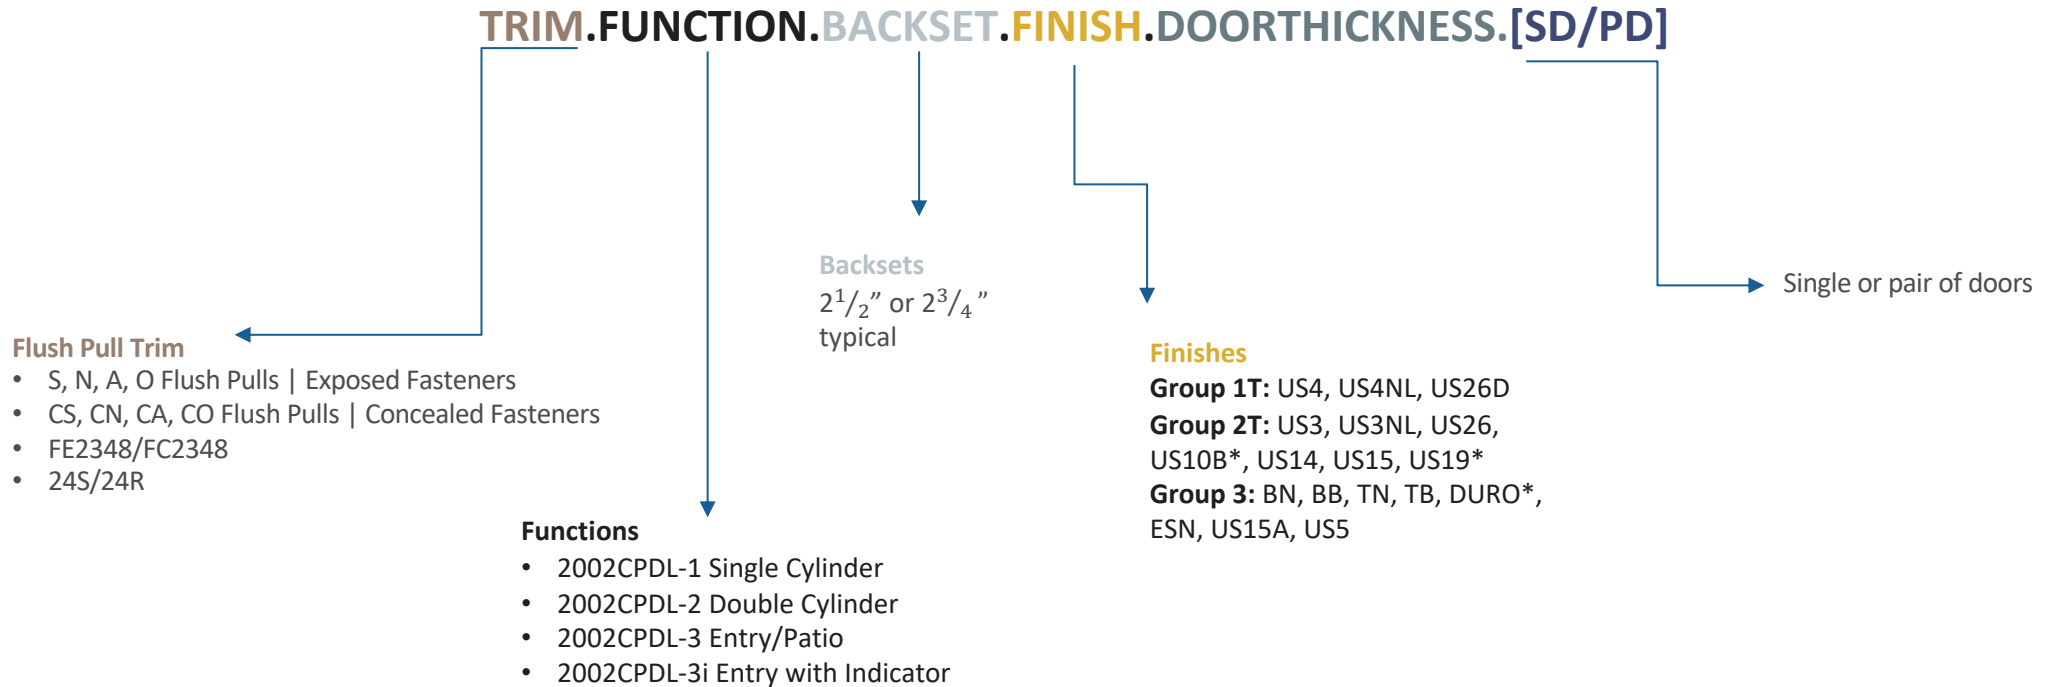 TRIM.FUNCTION.BACKSET.FINISH.DOORTHICKNESS.[SD/PD]
Flush Pull Trim
• S, N, A, O Flush Pulls | Exposed Fasteners
• CS, CN, CA, CO Flush Pulls | Concealed Fasteners
• FE2348/FC2348
• 24S/24R
Functions
• 2002CPDL-1 Single Cylinder
• 2002CPDL-2 Double Cylinder
• 2002CPDL-3 Entry/Patio
• 2002CPDL-3i Entry with Indicator
Backsets
2 1/2” or 2 3/4 ”
typical
Finishes
Group 1T: US4, US4NL, US26D
Group 2T: US3, US3NL, US26,
US10B*, US14, US15, US19*
Group 3: BN, BB, TN, TB, DURO*,
ESN, US15A, US5
Single or pair of doors